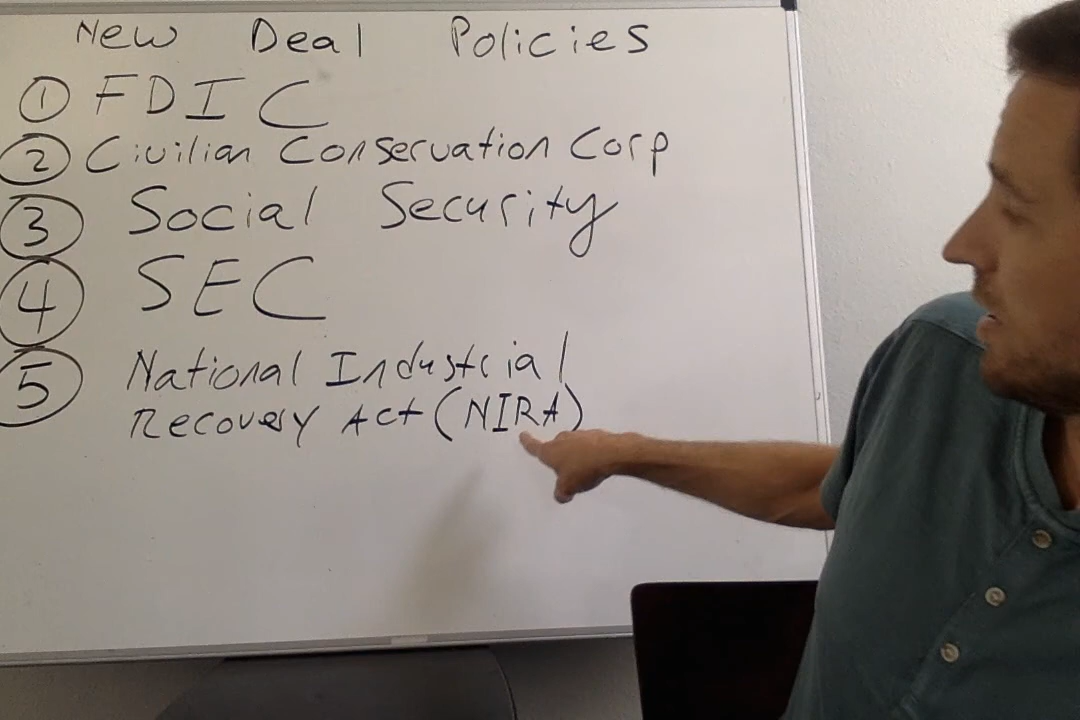 New Deal Policies
① FDIC
② Civilian Conservation Corp
③ Social Security
④ SEC
⑤ National Industrial
Recovery Act (NIRA)